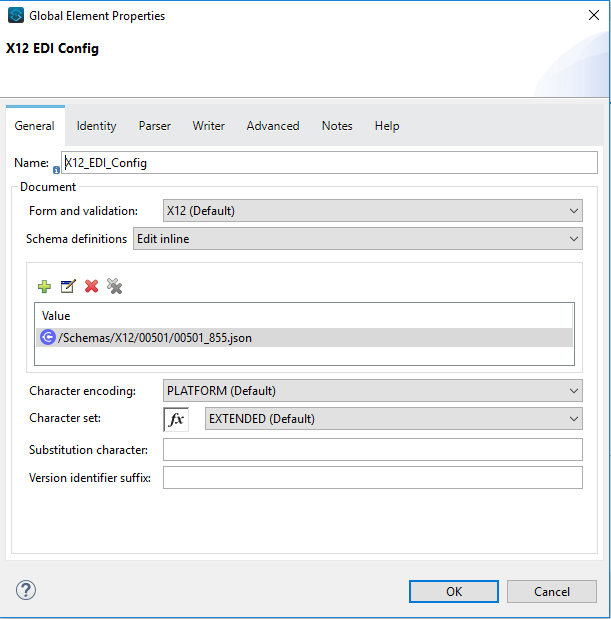 Global Element Properties
X12 EDI Config
General Identity Parser Writer Advanced Notes Help
Name: X12_EDI_Config
Document
Form and validation: X12 (Default)
Schema definitions Edit inline
Value
/Schemas/X12/00501/00501_855.json
Character encoding: PLATFORM (Default)
Character set: fx EXTENDED (Default)
Substitution character:
Version identifier suffix:
? OK Cancel